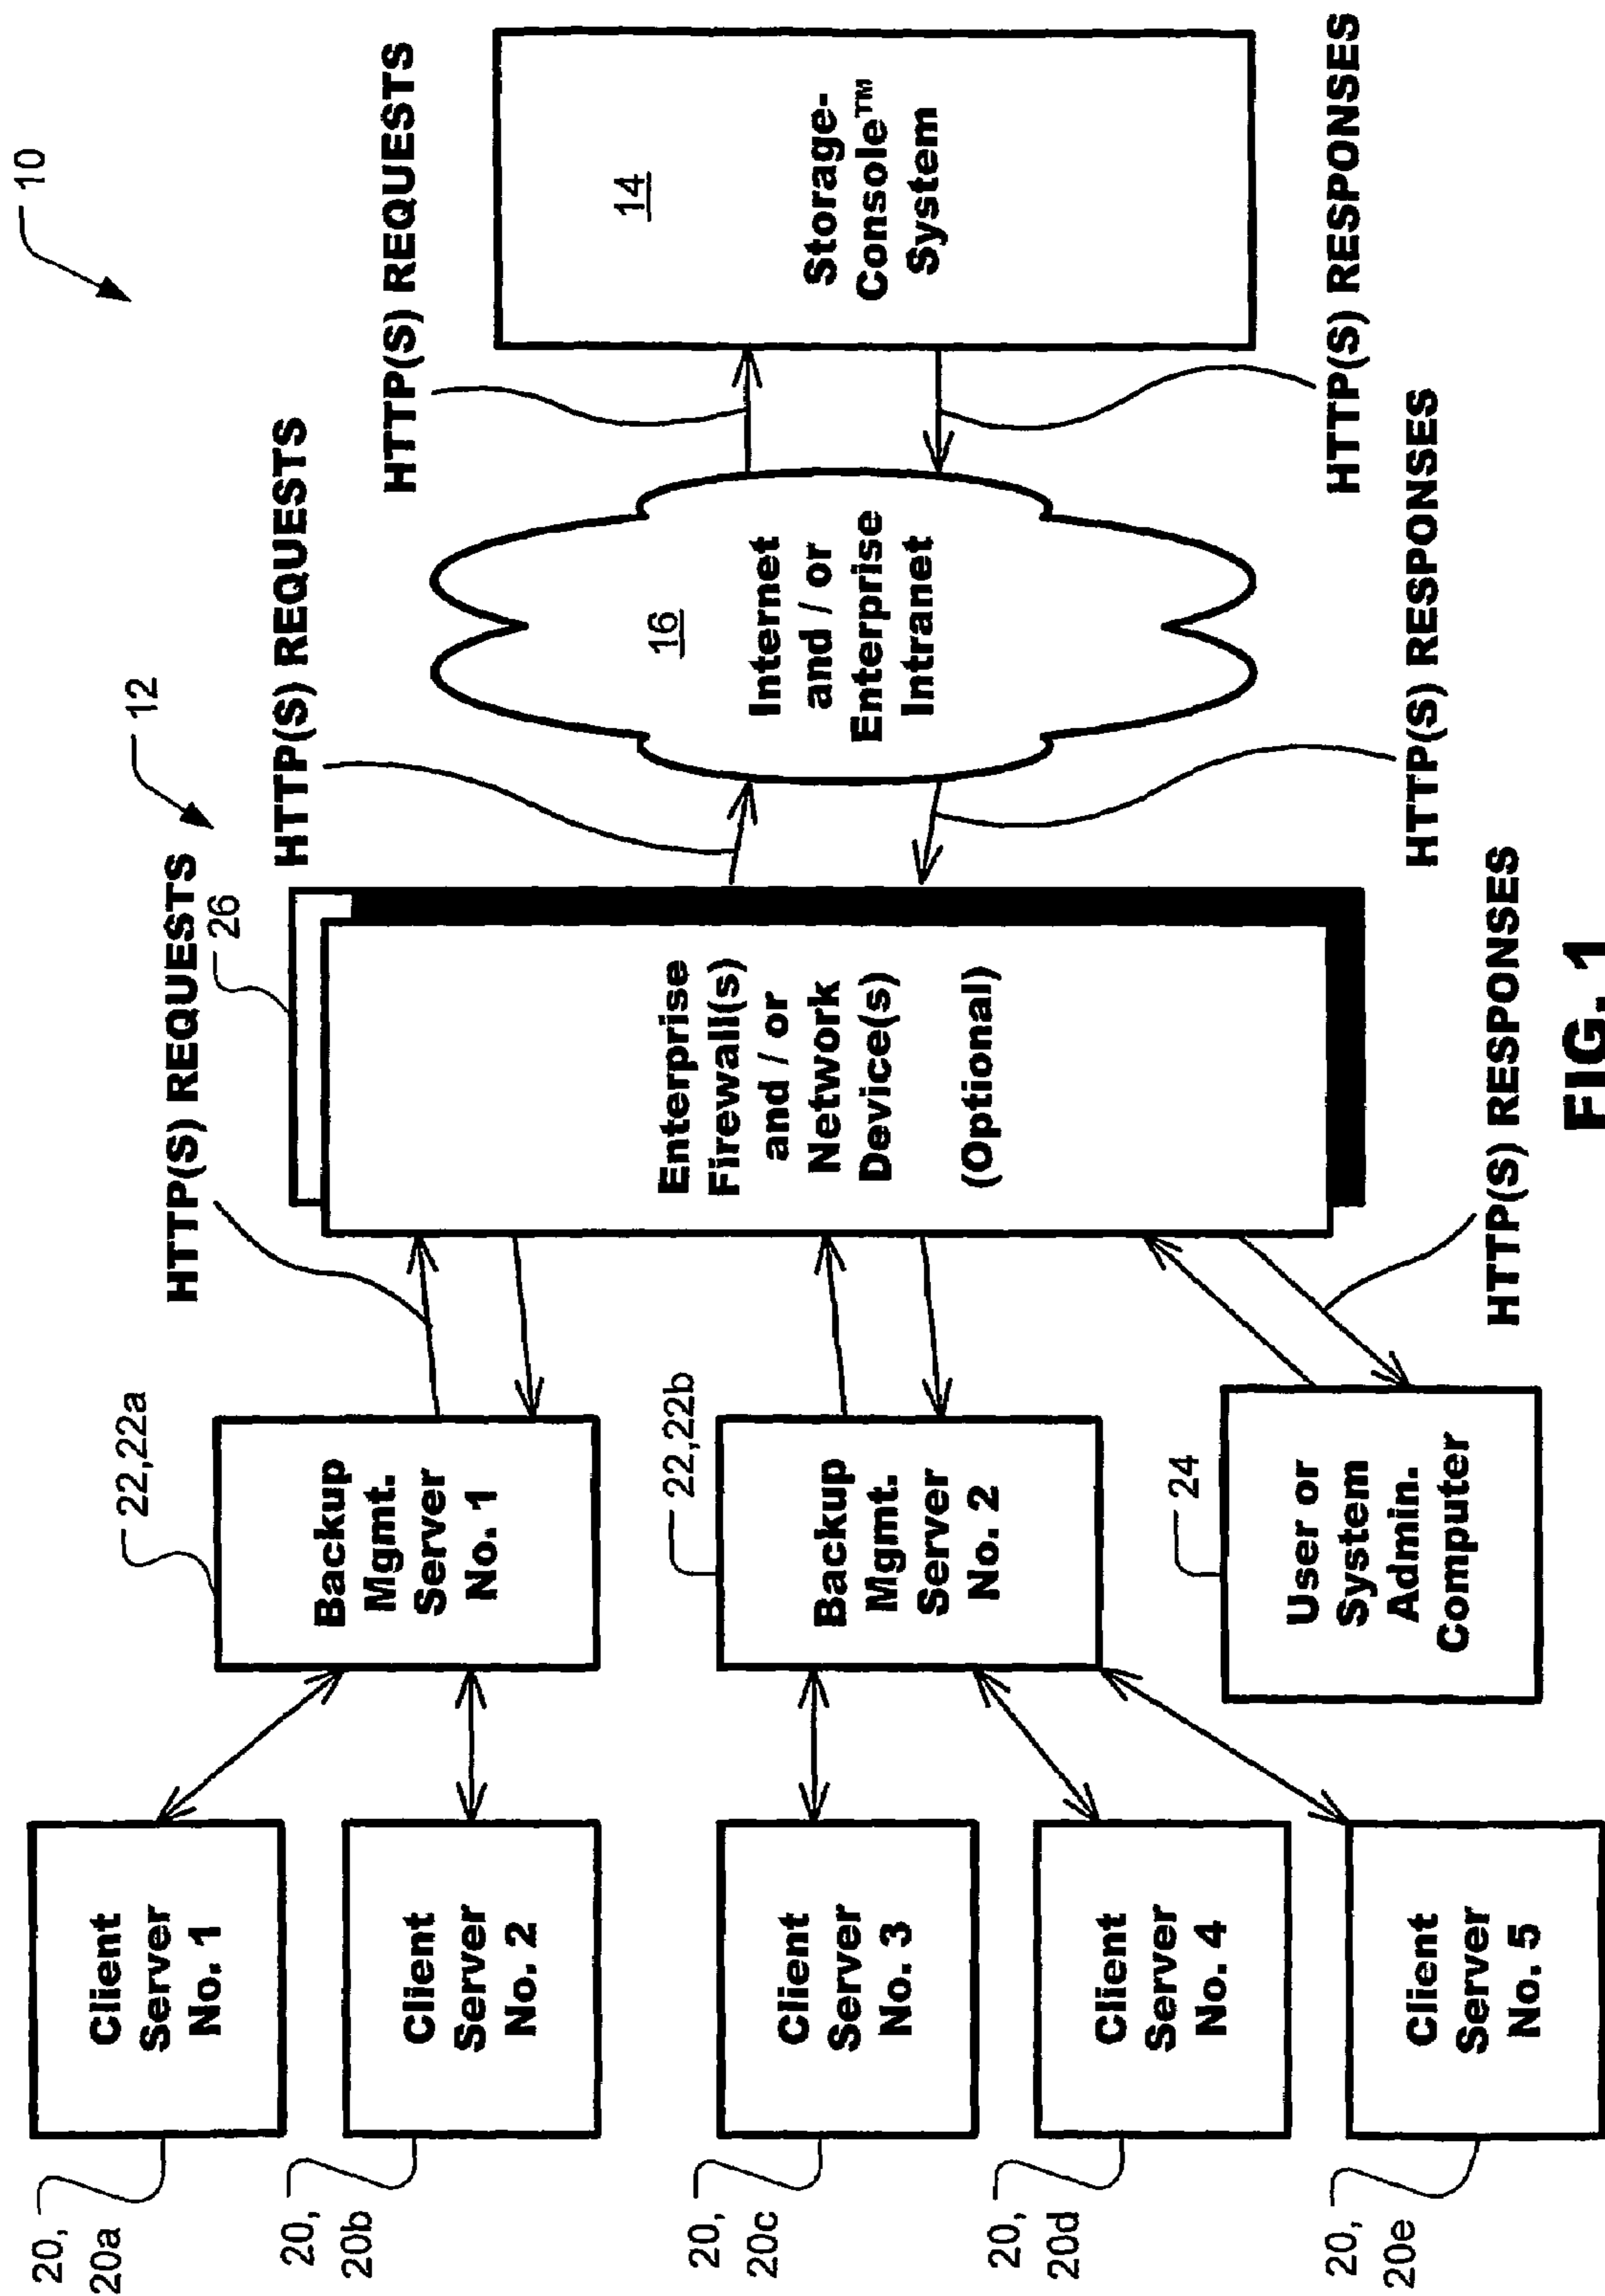 10
HTTP(S) REQUESTS
14
Storage-
Console™
System
HTTP(S) RESPONSES
HTTP(S) REQUESTS
16
Internet
and / or
Enterprise
Intranet
HTTP(S) RESPONSES
12
HTTP(S) REQUESTS
26
Enterprise
Firewall(s)
and / or
Network
Device(s)
(Optional)
HTTP(S) RESPONSES
22,22a
Backup
Mgmt.
Server
No. 1
22,22b
Backup
Mgmt.
Server
No. 2
24
User or
System
Admin.
Computer
Client
Server
No. 1
20,
20a
Client
Server
No. 2
20,
20b
Client
Server
No. 3
20,
20c
Client
Server
No. 4
20,
20d
Client
Server
No. 5
20,
20e
FIG. 1